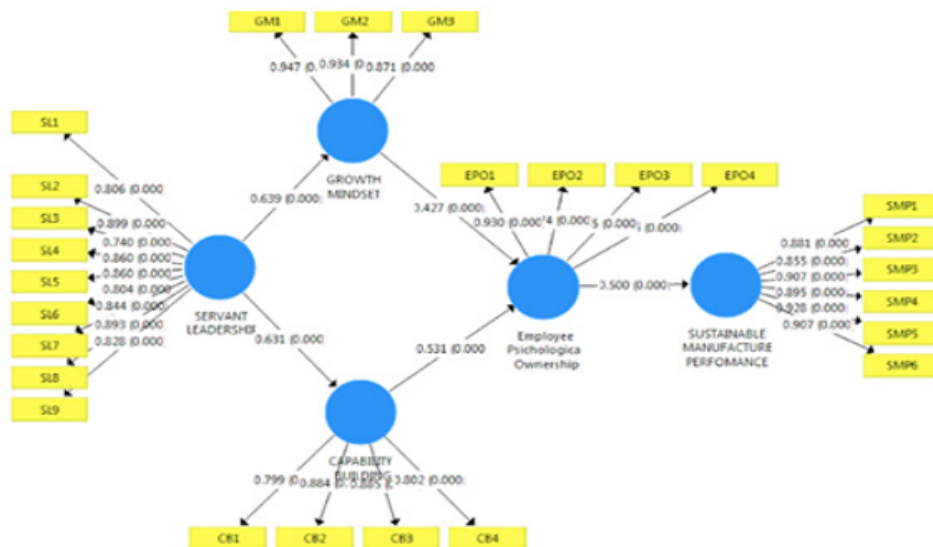 GM1 GM2 GM3
0.947 (0. 0.934 (0. 0.871 (0.000
SL1
0.806 (0.000
GROWTH
MINDSET
0.639 (0.000)
SL2
SL3
SL4
SL5
SL6
SL7
SL8
SL9
0.899 (0.000
0.740 (0.000
0.860 (0.000
0.860 (0.000
0.804 (0.000
0.844 (0.000
0.893 (0.000
0.828 (0.000
SERVANT
LEADERSHIP
0.631 (0.000
EPO1 EPO2 EPO3 EPO4
0.427 (0.000)
0.930 (0.000)
Employee
Psichologica
Ownership
0.531 (0.000
0.500 (0.000)
SUSTAINABLE
MANUFACTURE
PERFOMANCE
0.881 (0.000)
0.855 (0.000)
0.907 (0.000)
0.895 (0.000)
0.928 (0.000)
0.907 (0.000)
SMP1
SMP2
SMP3
SMP4
SMP5
SMP6
CAPABILITY
BUILDING
0.799 (0. 0.884 (0. 0.885 (0.802 (0.000)
CB1 CB2 CB3 CB4